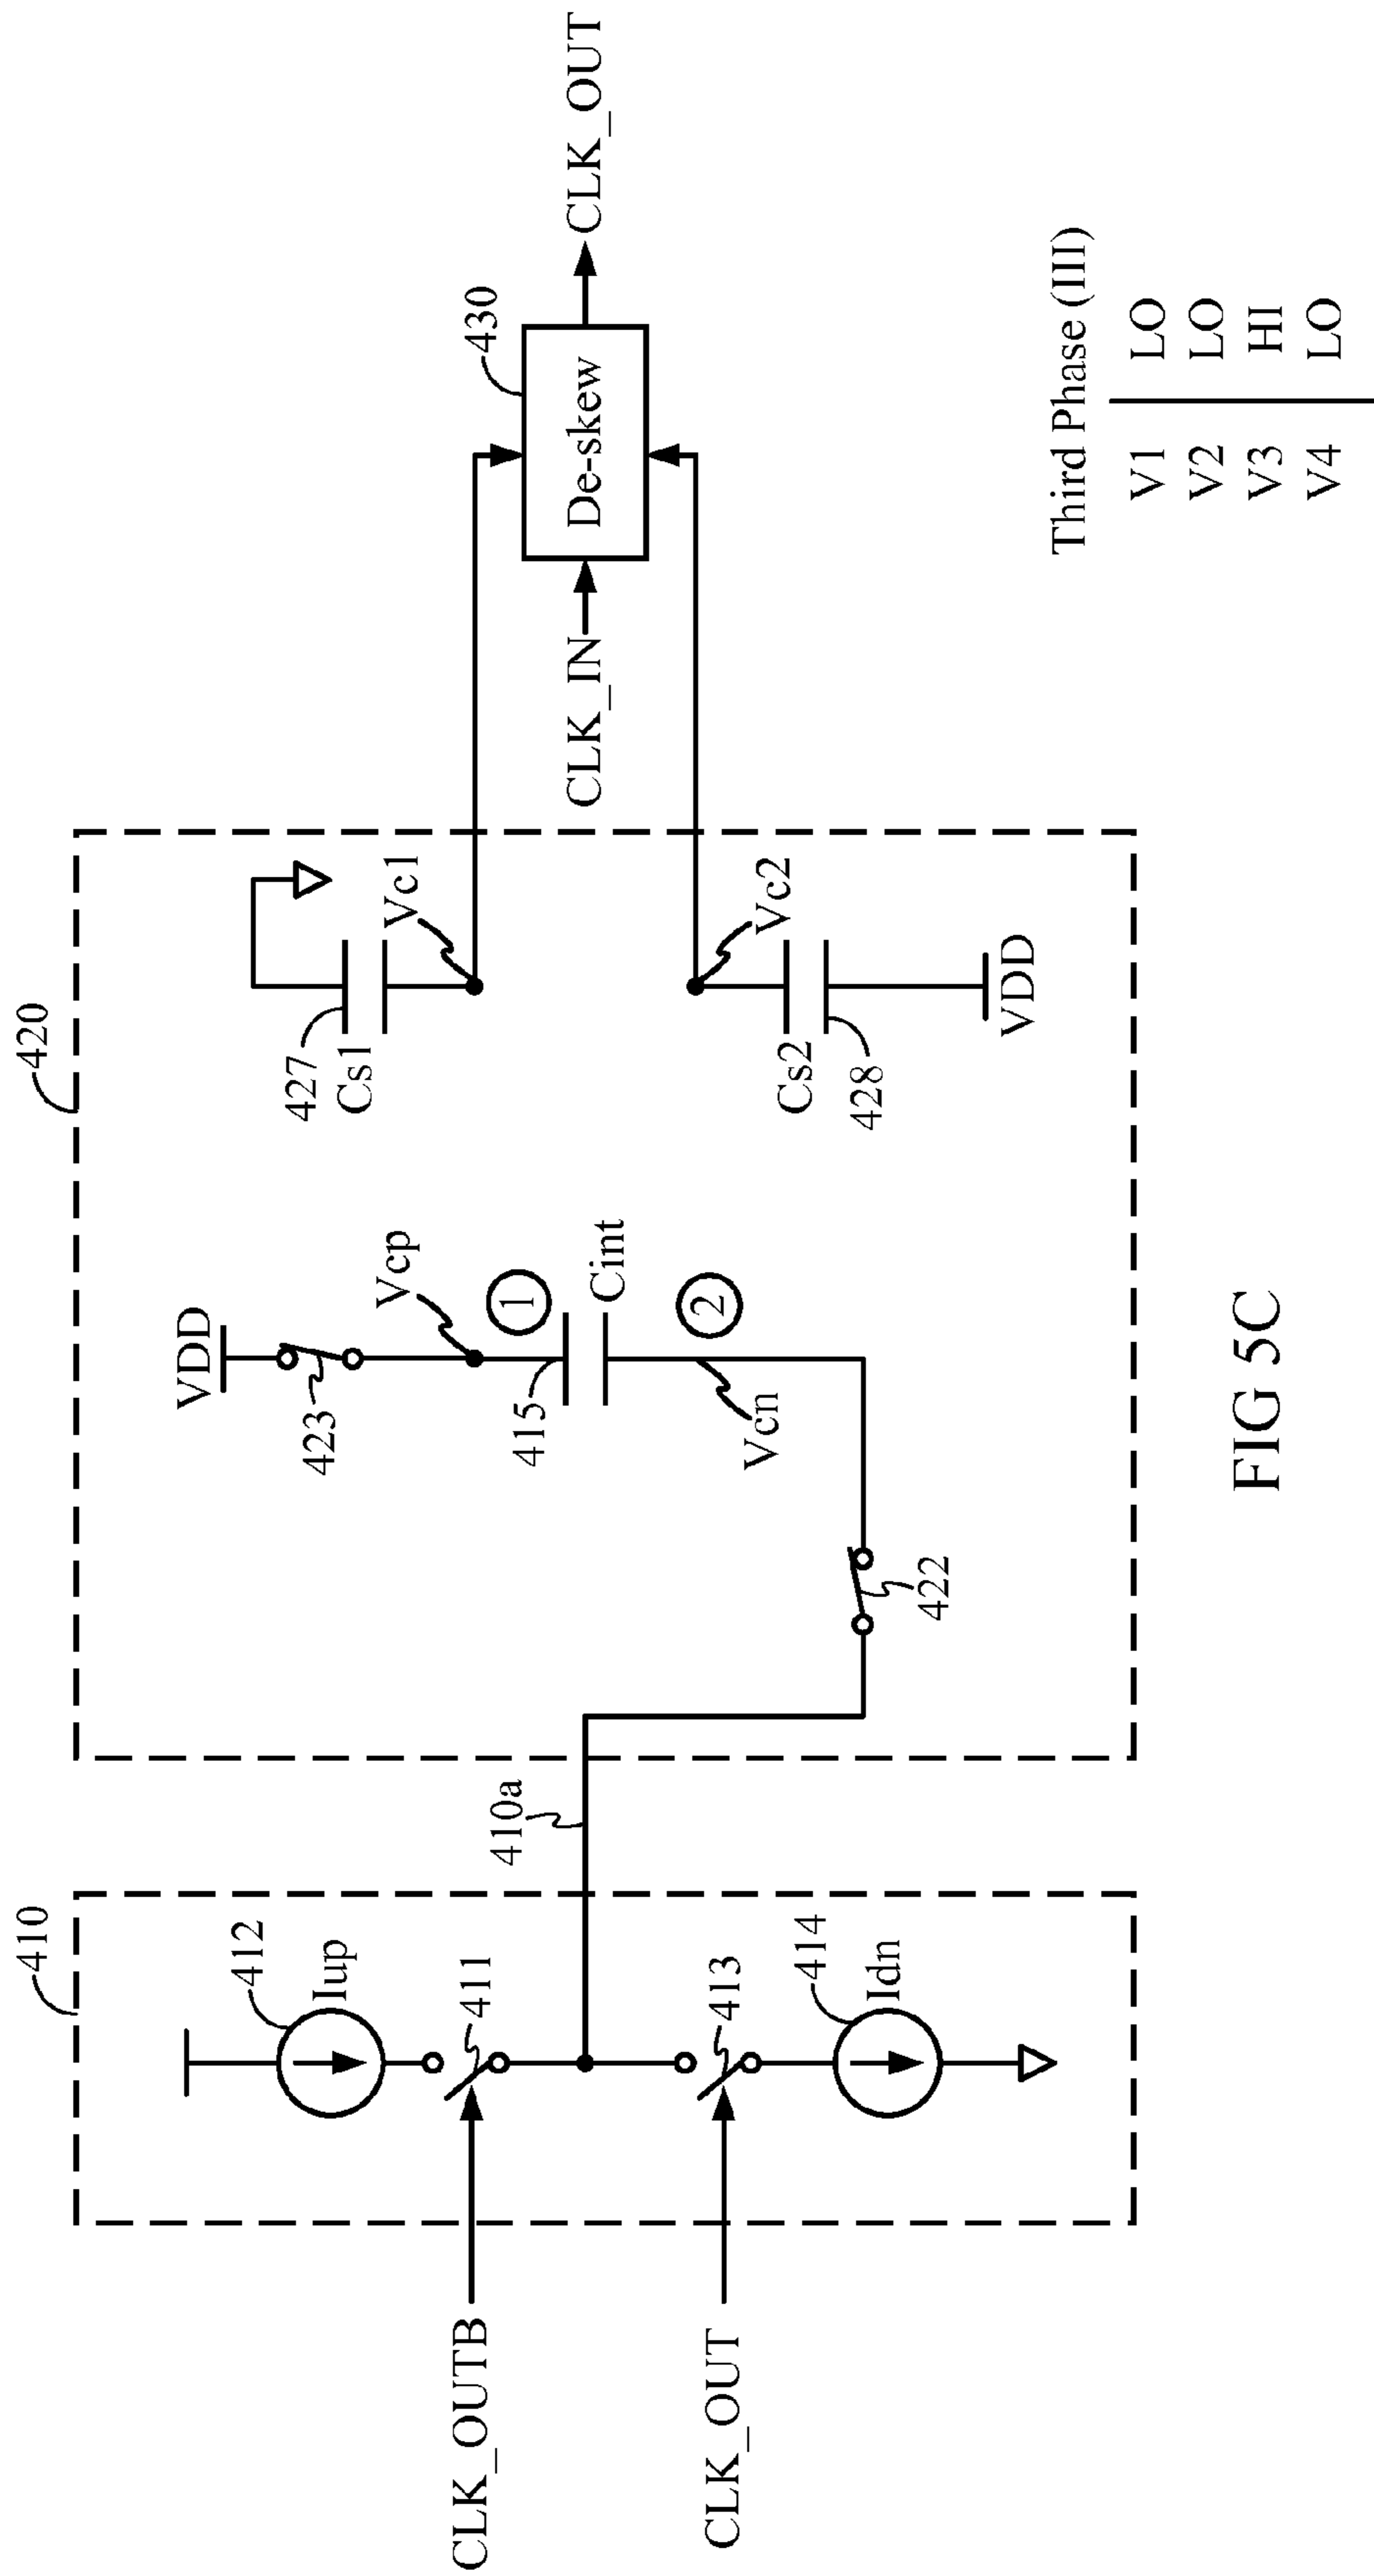 410
412
Iup
411
CLK_OUTB
413
CLK_OUT
414
Idn
410a
420
VDD
423
Vcp
1
415
Cint
2
Vcn
422
427
Cs1
Vc1
Vc2
Cs2
428
VDD
430
De-skew
CLK_IN
CLK_OUT
Third Phase (III)
V1 LO
V2 LO
V3 HI
V4 LO
FIG 5C